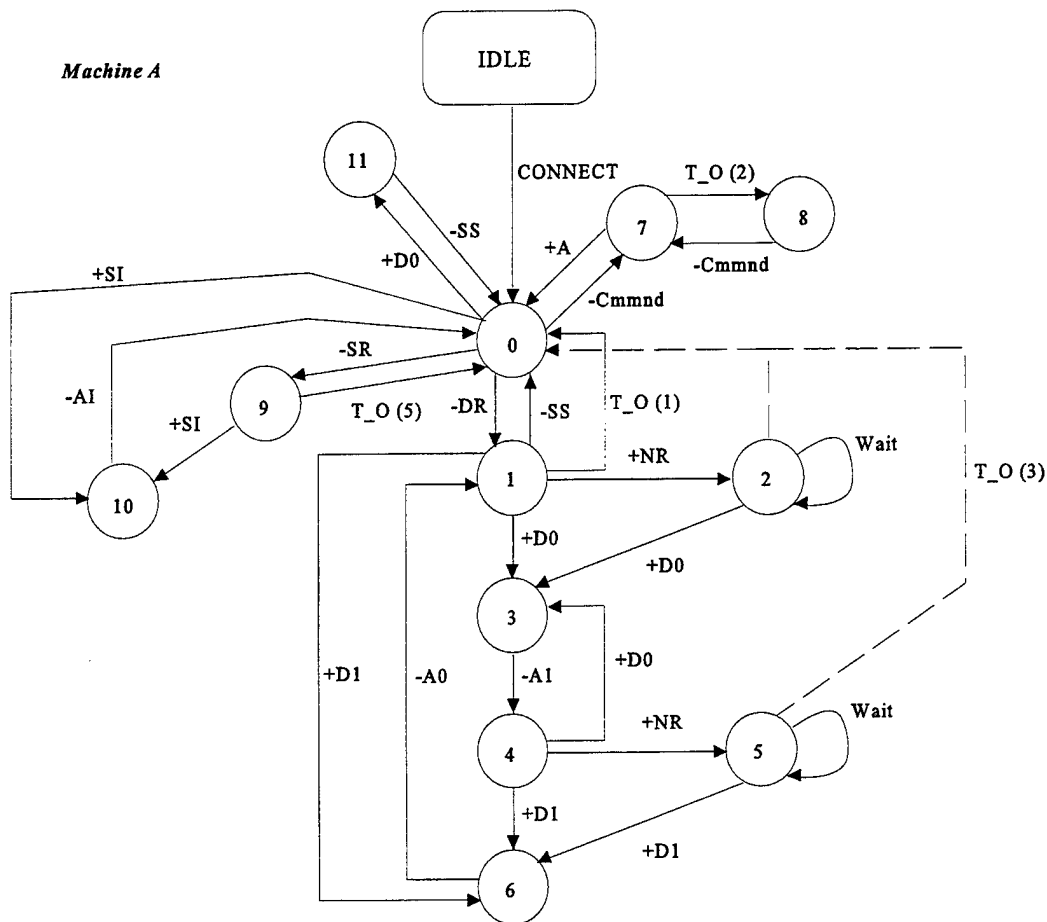 IDLE
Machine A
11
CONNECT
T_O (2)
7
8
-SS
+A
-Cmmnd
+D0
+SI
-Cmmnd
0
-SR
-AI
9
T_O (5)
-DR
-SS
T_O (1)
+SI
+NR
Wait
1
2
T_O (3)
10
+D0
+D0
3
+D1
-A0
-A1
+D0
+NR
Wait
4
5
+D1
+D1
6